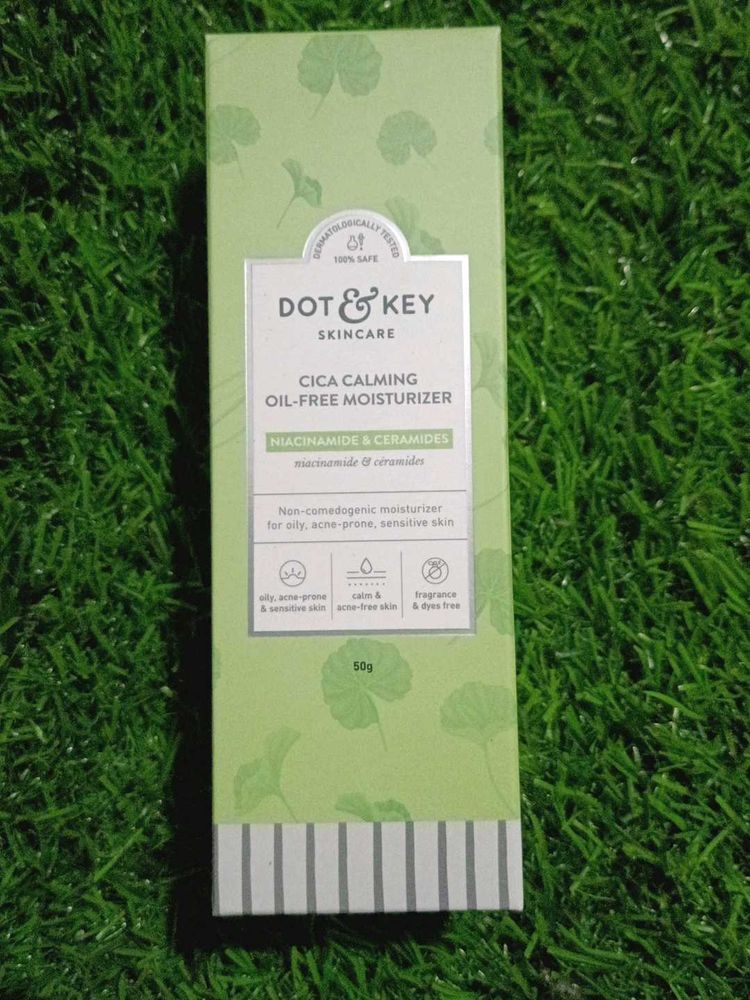 DERMATOLOGICALLY TESTED
100% SAFE
DOT & KEY
SKINCARE
CICA CALMING
OIL-FREE MOISTURIZER
NIACINAMIDE & CERAMIDES
niacinamide & céramides
Non-comedogenic moisturizer
for oily, acne-prone, sensitive skin
oily, acne-prone
& sensitive skin
calm &
acne-free skin
fragrance
& dyes free
50g